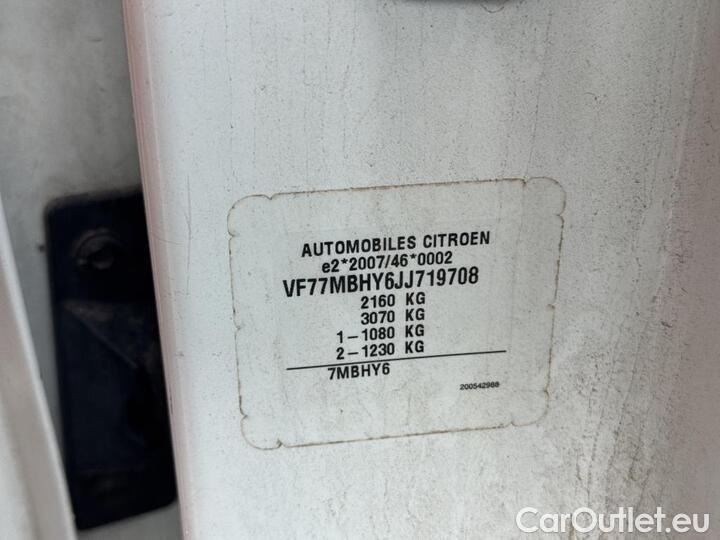 AUTOMOBILES CITROEN
e2*2007/46*0002
VF77MBHY6JJ719708
2160 KG
3070 KG
1-1080 KG
2-1230 KG
7MBHY6
200542988
CarOutlet.eu